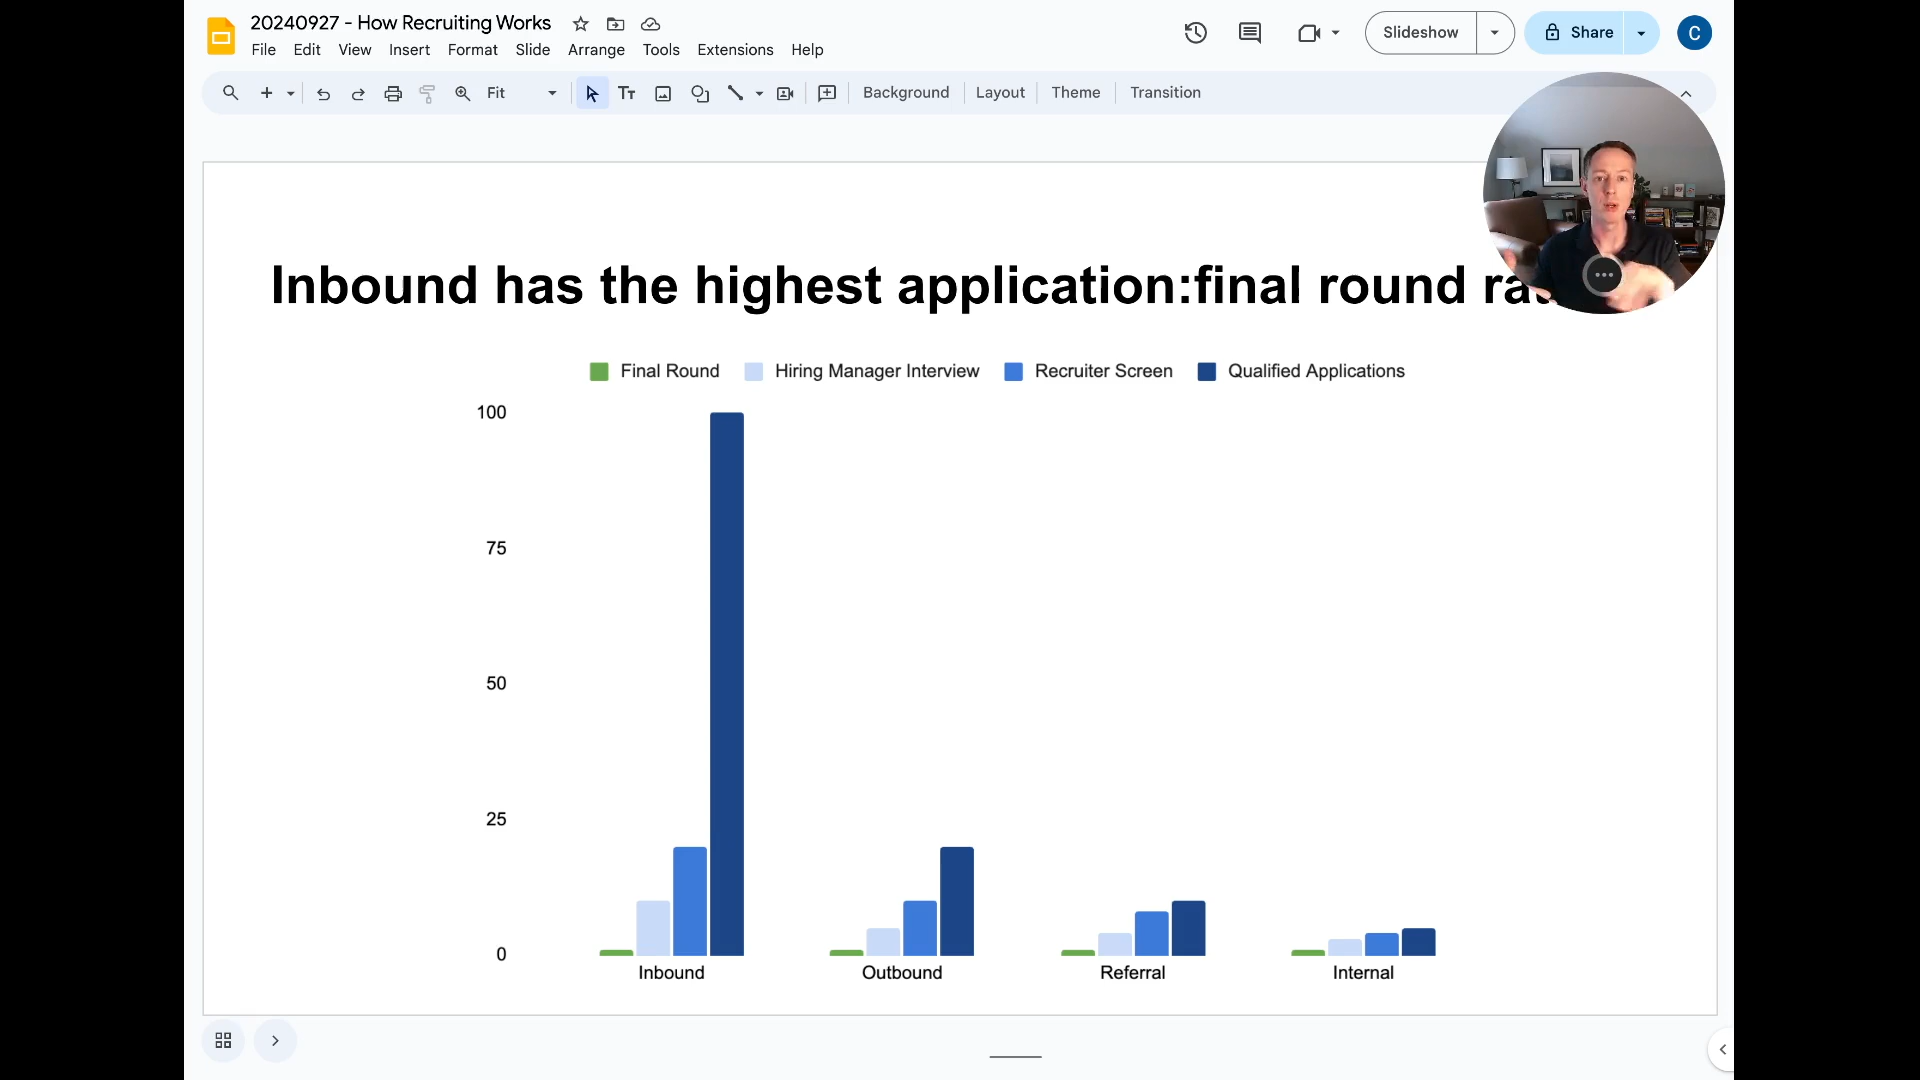 20240927 - How Recruiting Works
File Edit View Insert Format Slide Arrange Tools Extensions Help
Slideshow
Share
C
Fit
Background
Layout
Theme
Transition
Inbound has the highest application:final round
Final Round
Hiring Manager Interview
Recruiter Screen
Qualified Applications
100
75
50
25
0
Inbound
Outbound
Referral
Internal